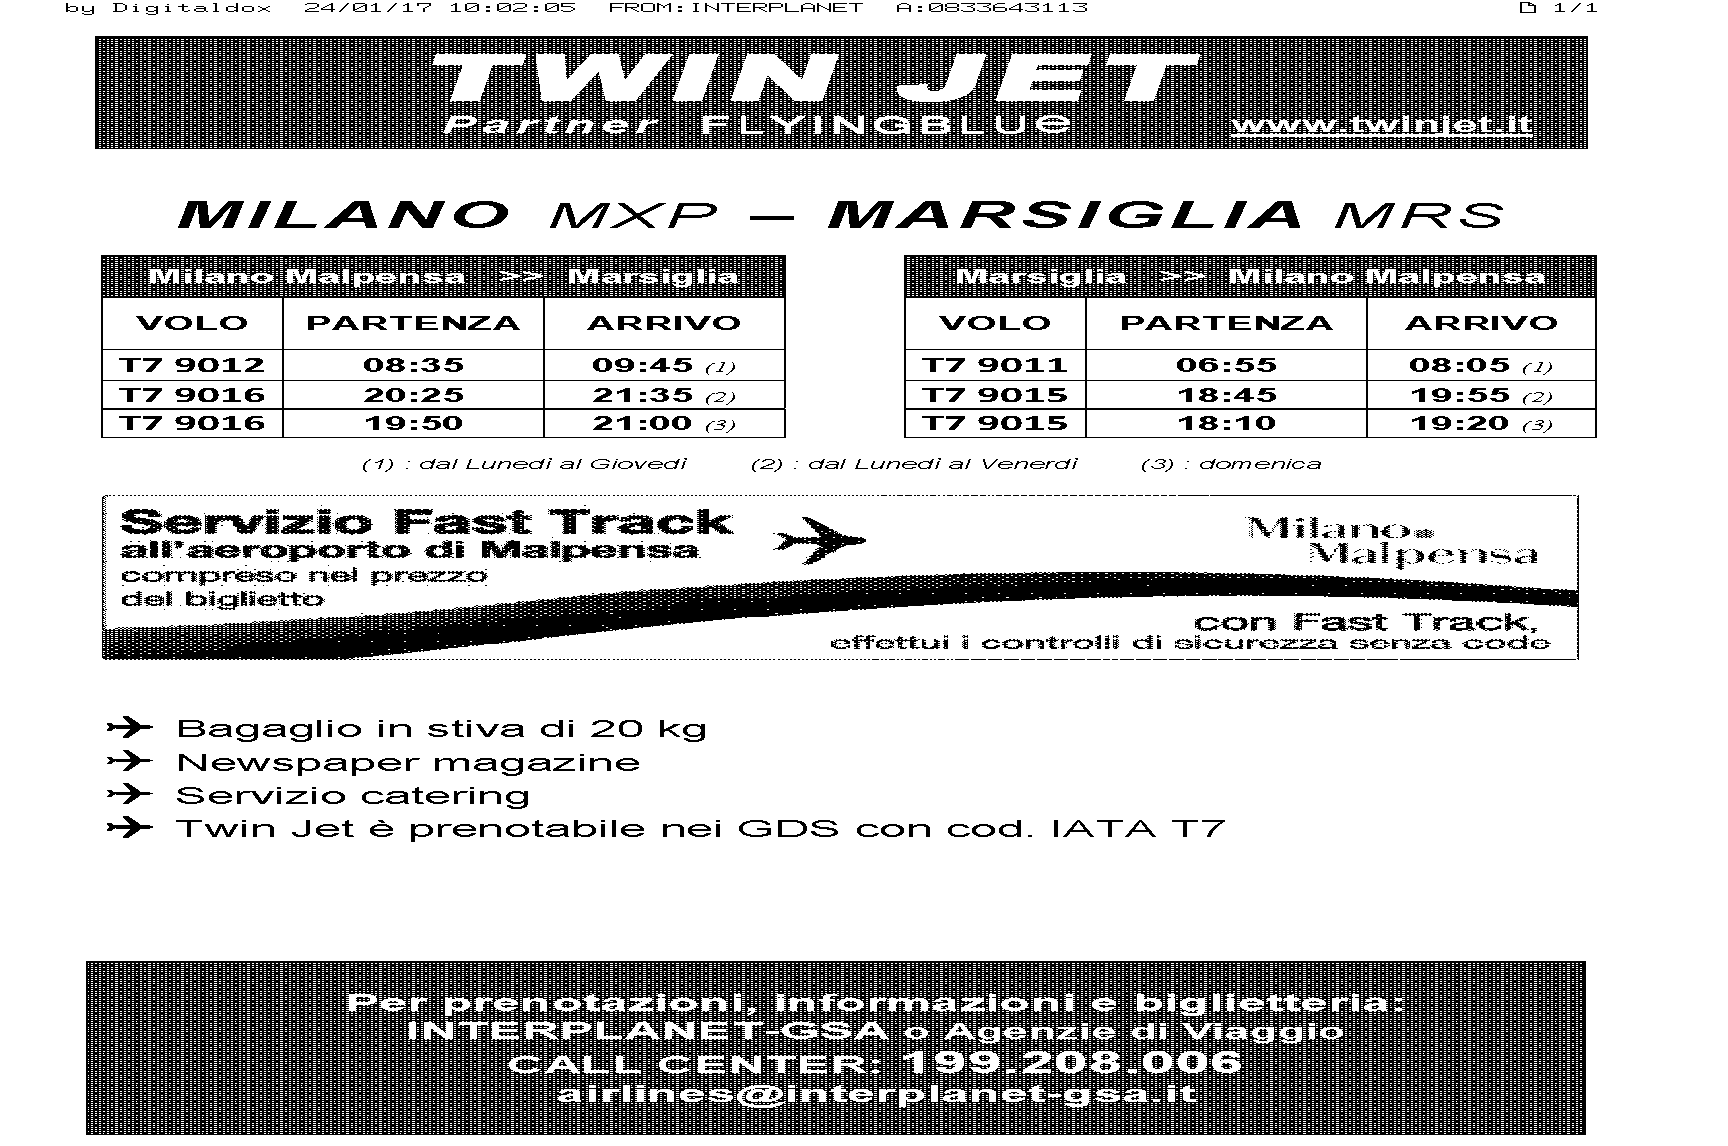 by Digitaldox 24/01/17 10:02:05 FROM:INTERPLANET A:0833643113 1/1
TWIN JET
Partner FLYINGBLUe www.twinjet.it
MILANO MXP – MARSIGLIA MRS
Milano Malpensa >> Marsiglia
VOLO PARTENZA ARRIVO
T7 9012 08:35 09:45 (1)
T7 9016 20:25 21:35 (2)
T7 9016 19:50 21:00 (3)
Marsiglia >> Milano Malpensa
VOLO PARTENZA ARRIVO
T7 9011 06:55 08:05 (1)
T7 9015 18:45 19:55 (2)
T7 9015 18:10 19:20 (3)
(1) : dal Lunedì al Giovedì (2) : dal Lunedì al Venerdì (3) : domenica
Servizio Fast Track
all'aeroporto di Malpensa
compreso nel prezzo
del biglietto
Milano
Malpensa
con Fast Track,
effettui i controlli di sicurezza senza code
Bagaglio in stiva di 20 kg
Newspaper magazine
Servizio catering
Twin Jet è prenotabile nei GDS con cod. IATA T7
Per prenotazioni, informazioni e biglietteria:
INTERPLANET-GSA o Agenzie di Viaggio
CALL CENTER: 199.208.006
airlines@interplanet-gsa.it